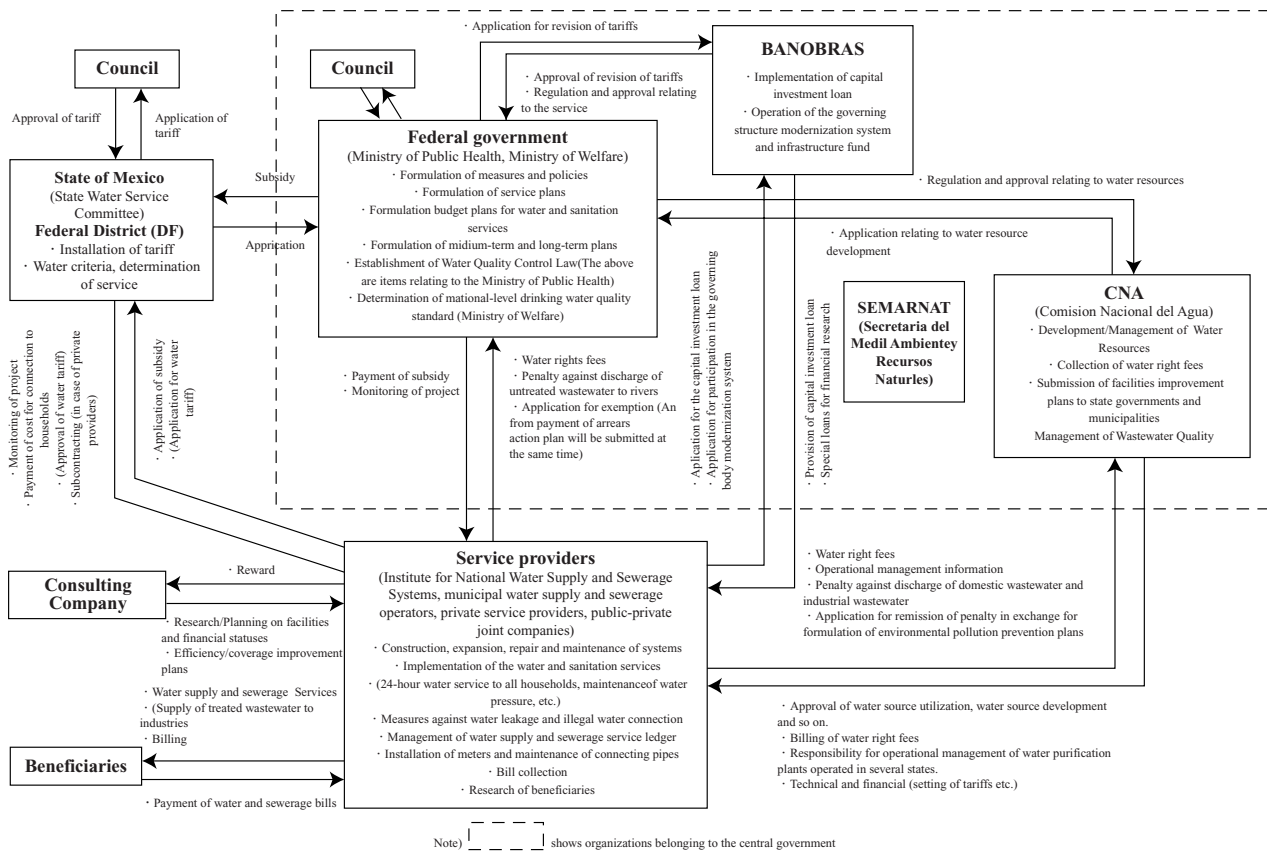 · Application for revision of tariffs
BANOBRAS
· Implementation of capital
investment loan
· Operation of the governing
structure modernization system
and infrastructure fund
Council
Council
· Approval of revision of tariffs
· Regulation and approval relating
to the service
Approval of tariff
Application of
tariff
Federal government
(Ministry of Public Health, Ministry of Welfare)
· Formulation of measures and policies
· Formulation of service plans
· Formulation budget plans for water and sanitation
services
· Formulation of midium-term and long-term plans
· Establishment of Water Quality Control Law(The above
are items relating to the Ministry of Public Health)
· Determination of mational-level drinking water quality
standard (Ministry of Welfare)
State of Mexico
(State Water Service
Committee)
Federal District (DF)
· Installation of tariff
· Water criteria, determination
of service
Subsidy
Apprication
· Regulation and approval relating to water resources
· Application relating to water resource
development
SEMARNAT
(Secretaria del
Medil Ambientey
Recursos
Naturles)
CNA
(Comision Nacional del Agua)
· Development/Management of Water
Resources
· Collection of water right fees
· Submission of facilities improvement
plans to state governments and
municipalities
Management of Wastewater Quality
· Monitoring of project
· Payment of cost for connection to
households
· (Approval of water tariff)
· Subcontracting (in case of private
providers)
· Application of subsidy
· (Application for water
tariff)
· Payment of subsidy
· Monitoring of project
· Water rights fees
· Penalty against discharge of
untreated wastewater to rivers
· Application for exemption (An
from payment of arrears
action plan will be submitted at
the same time)
· Aplication for the capital investment loan
· Application for participation in the governing
body modernization system
· Provision of capital investment loan
· Special loans for financial research
Service providers
(Institute for National Water Supply and Sewerage
Systems, municipal water supply and sewerage
operators, private service providers, public-private
joint companies)
· Construction, expansion, repair and maintenance of systems
· Implementation of the water and sanitation services
· (24-hour water service to all households, maintenanceof water
pressure, etc.)
· Measures against water leakage and illegal water connection
· Management of water supply and sewerage service ledger
· Installation of meters and maintenance of connecting pipes
· Bill collection
· Research of beneficiaries
Consulting
Company
· Reward
· Research/Planning on facilities
and financial statuses
· Efficiency/coverage improvement
plans
· Water supply and sewerage Services
· (Supply of treated wastewater to
industries
· Billing
Beneficiaries
· Payment of water and sewerage bills
· Water right fees
· Operational management information
· Penalty against discharge of domestic wastewater and
industrial wastewater
· Application for remission of penalty in exchange for
formulation of environmental pollution prevention plans
· Approval of water source utilization, water source development
and so on.
· Billing of water right fees
· Responsibility for operational management of water purification
plants operated in several states.
· Technical and financial (setting of tariffs etc.)
Note) shows organizations belonging to the central government